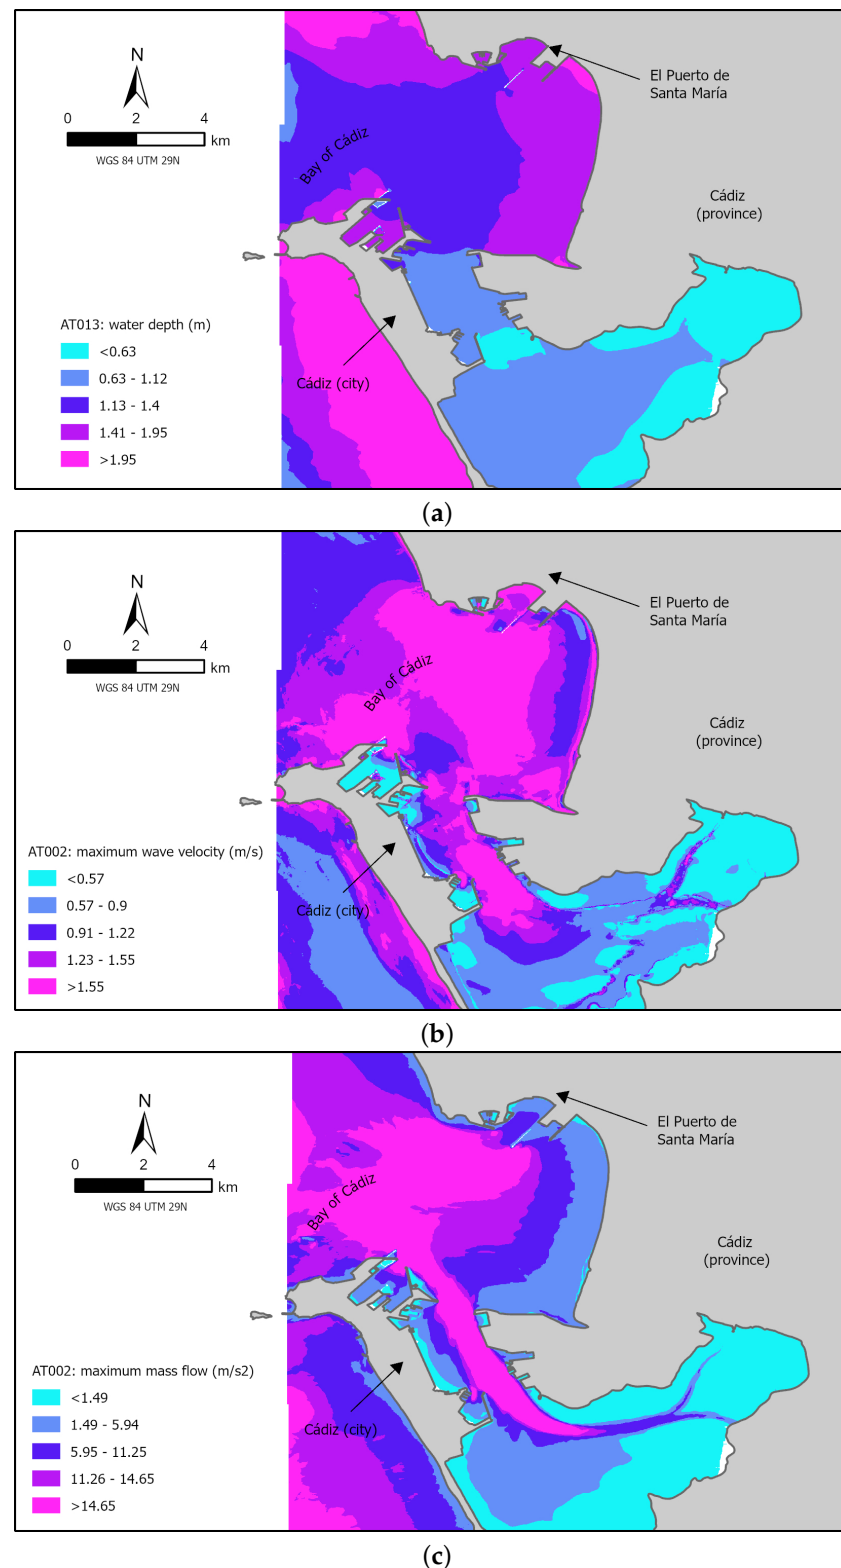 N
0 2 4
km
WGS 84 UTM 29N
El Puerto de
Santa María
Bay of Cádiz
Cádiz
(province)
AT013: water depth (m)
<0.63
0.63 - 1.12
1.13 - 1.4
1.41 - 1.95
>1.95
Cádiz (city)
(a)
N
0 2 4
km
WGS 84 UTM 29N
El Puerto de
Santa María
Bay of Cádiz
Cádiz
(province)
AT002: maximum wave velocity (m/s)
<0.57
0.57 - 0.9
0.91 - 1.22
1.23 - 1.55
>1.55
Cádiz (city)
(b)
N
0 2 4
km
WGS 84 UTM 29N
El Puerto de
Santa María
Bay of Cádiz
Cádiz
(province)
AT002: maximum mass flow (m/s2)
<1.49
1.49 - 5.94
5.95 - 11.25
11.26 - 14.65
>14.65
Cádiz (city)
(c)